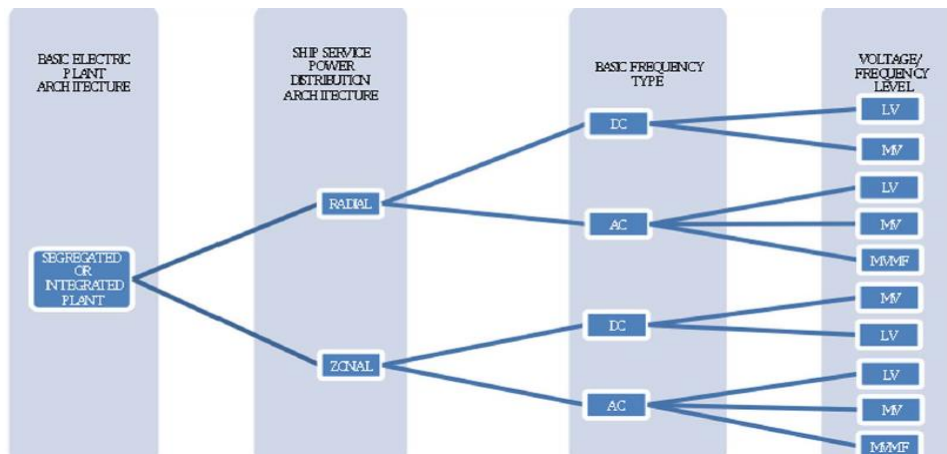 BASIC ELECTRIC
PLANT
ARCHITECTURE
SHIP SERVICE
POWER
DISTRIBUTION
ARCHITECTURE
BASIC FREQUENCY
TYPE
VOLTAGE/
FREQUENCY
LEVEL
SEGREGATED
OR
INTEGRATED
PLANT
RADIAL
ZONAL
DC
AC
DC
AC
LV
MV
LV
MV
MVMF
MV
LV
LV
MV
MVMF